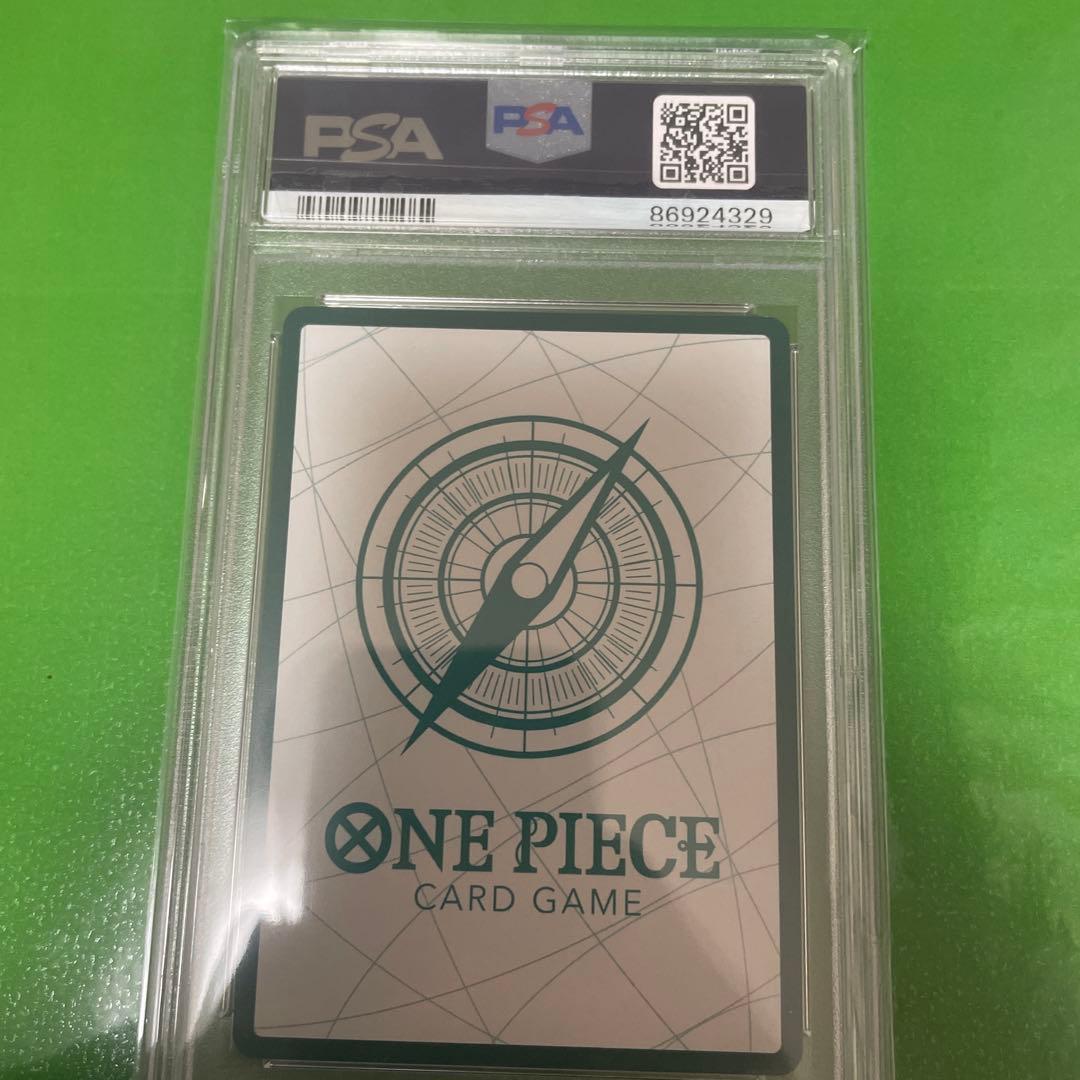 PSA
PSA
86924329
ONE PIECE
CARD GAME